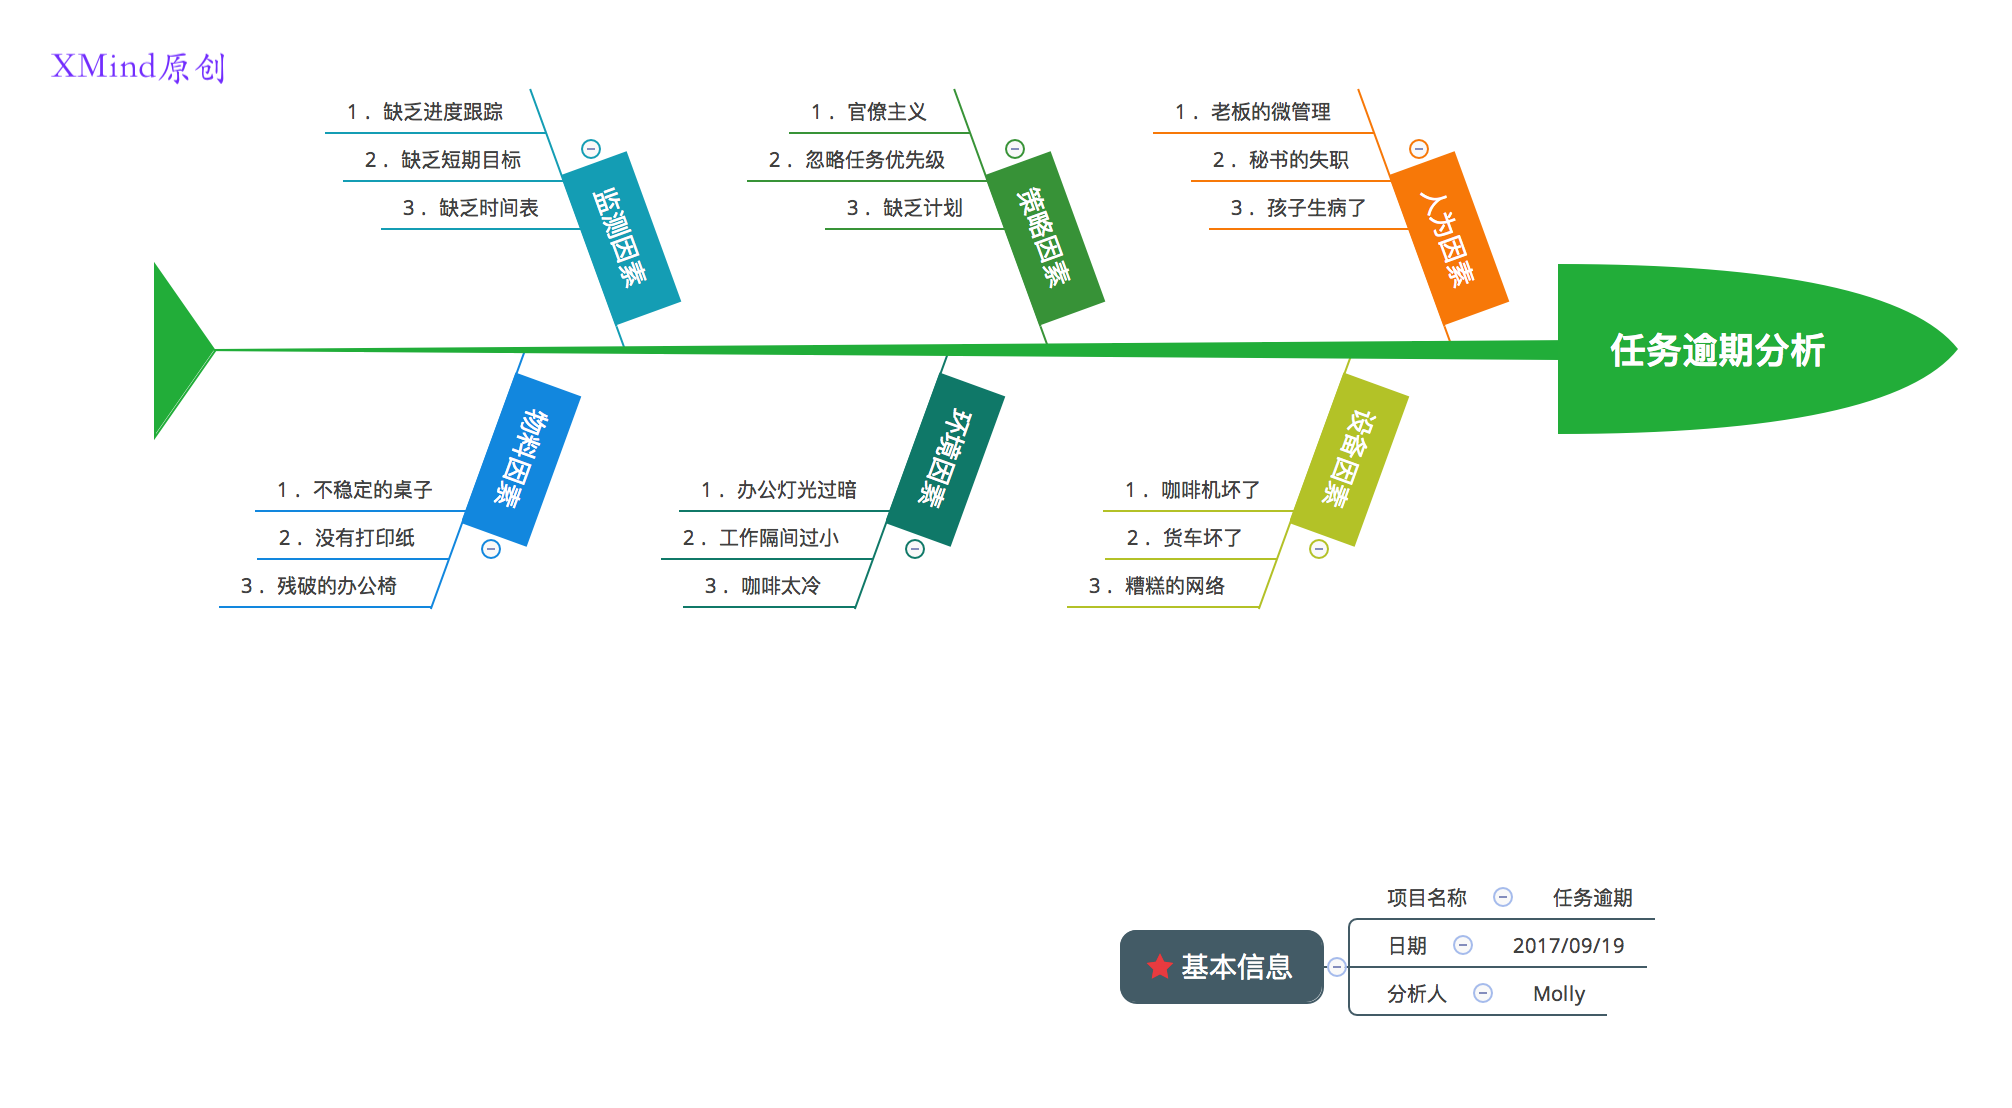 XMind原创
1. 缺乏进度跟踪
2. 缺乏短期目标
3. 缺乏时间表
监测因素
1. 官僚主义
2. 忽略任务优先级
3. 缺乏计划
策略因素
1. 老板的微管理
2. 秘书的失职
3. 孩子生病了
人为因素
任务逾期分析
物料因素
1. 不稳定的桌子
2. 没有打印纸
3. 残破的办公椅
环境因素
1. 办公灯光过暗
2. 工作隔间过小
3. 咖啡太冷
设备因素
1. 咖啡机坏了
2. 货车坏了
3. 糟糕的网络
基本信息
项目名称 任务逾期
日期 2017/09/19
分析人 Molly